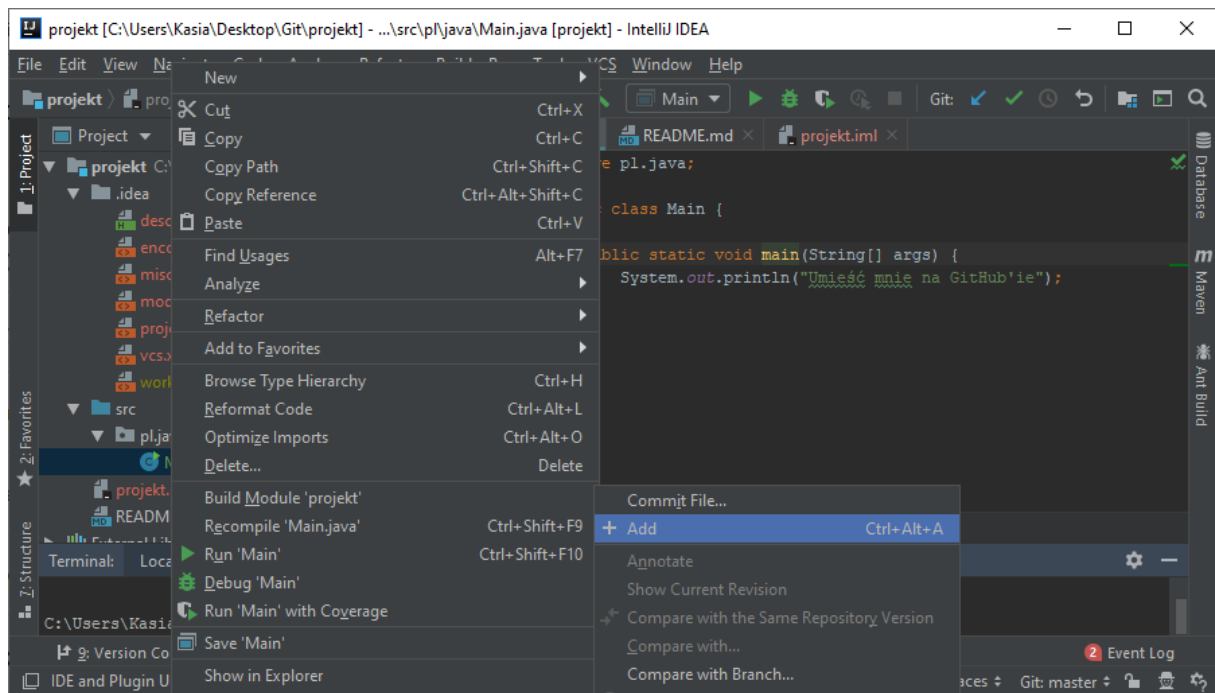 projekt [C:\Users\Kasia\Desktop\Git\projekt] - ...\src\pl\java\Main.java [projekt] - IntelliJ IDEA
File Edit View VCS Window Help
projekt Main Git:
1: Project
Project
README.md projekt.iml
projekt
.idea
src
README
2: Favorites
7: Structure
New
Cut Ctrl+X
Copy Ctrl+C
Copy Path Ctrl+Shift+C
Copy Reference Ctrl+Alt+Shift+C
Paste Ctrl+V
Find Usages Alt+F7
Analyze
Refactor
Add to Favorites
Browse Type Hierarchy Ctrl+H
Reformat Code Ctrl+Alt+L
Optimize Imports Ctrl+Alt+O
Delete... Delete
Build Module 'projekt'
Recompile 'Main.java' Ctrl+Shift+F9
Run 'Main' Ctrl+Shift+F10
Debug 'Main'
Run 'Main' with Coverage
Save 'Main'
Show in Explorer
pl.java;
class Main {
static void main(String[] args) {
System.out.println("Umieść mnie na GitHub'ie");
Commit File...
Add Ctrl+Alt+A
Annotate
Show Current Revision
Compare with the Same Repository Version
Compare with...
Compare with Branch...
Database
Maven
Ant Build
Terminal:
C:\Users\Kasia
9: Version
2 Event Log
IDE and Plugin
Git: master